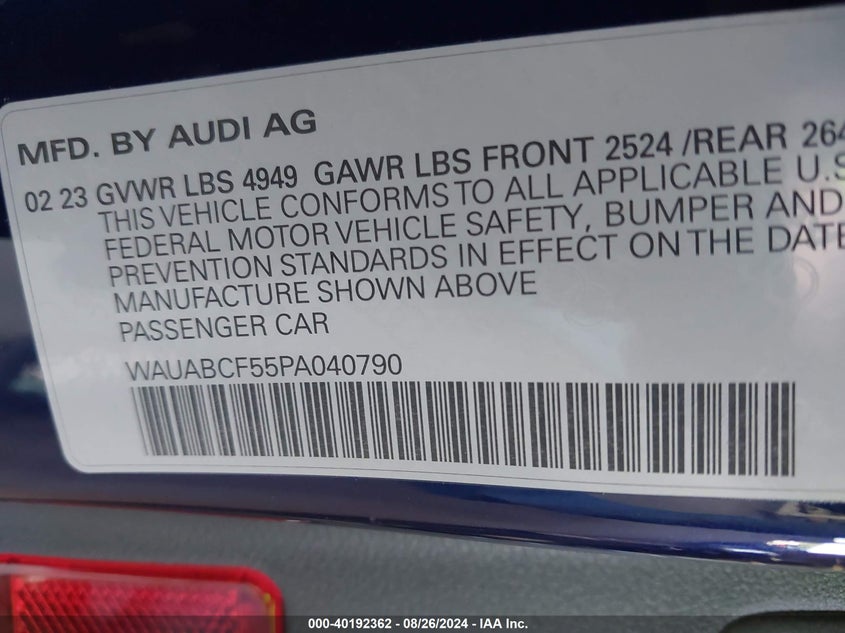 MFD. BY AUDI AG
02 23 GVWR LBS 4949 GAWR LBS FRONT 2524 /REAR 264
THIS VEHICLE CONFORMS TO ALL APPLICABLE U.S
FEDERAL MOTOR VEHICLE SAFETY, BUMPER AND
PREVENTION STANDARDS IN EFFECT ON THE DATE
MANUFACTURE SHOWN ABOVE
PASSENGER CAR
WAUABCF55PA040790
000-40192362 - 08/26/2024 - IAA Inc.